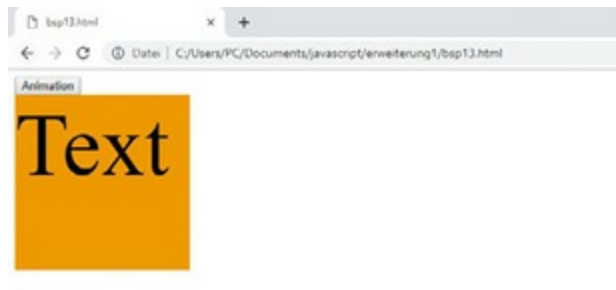 bsp13.html
Datei C:/Users/PC/Documents/javascript/erweiterung1/bsp13.html
Animation
Text